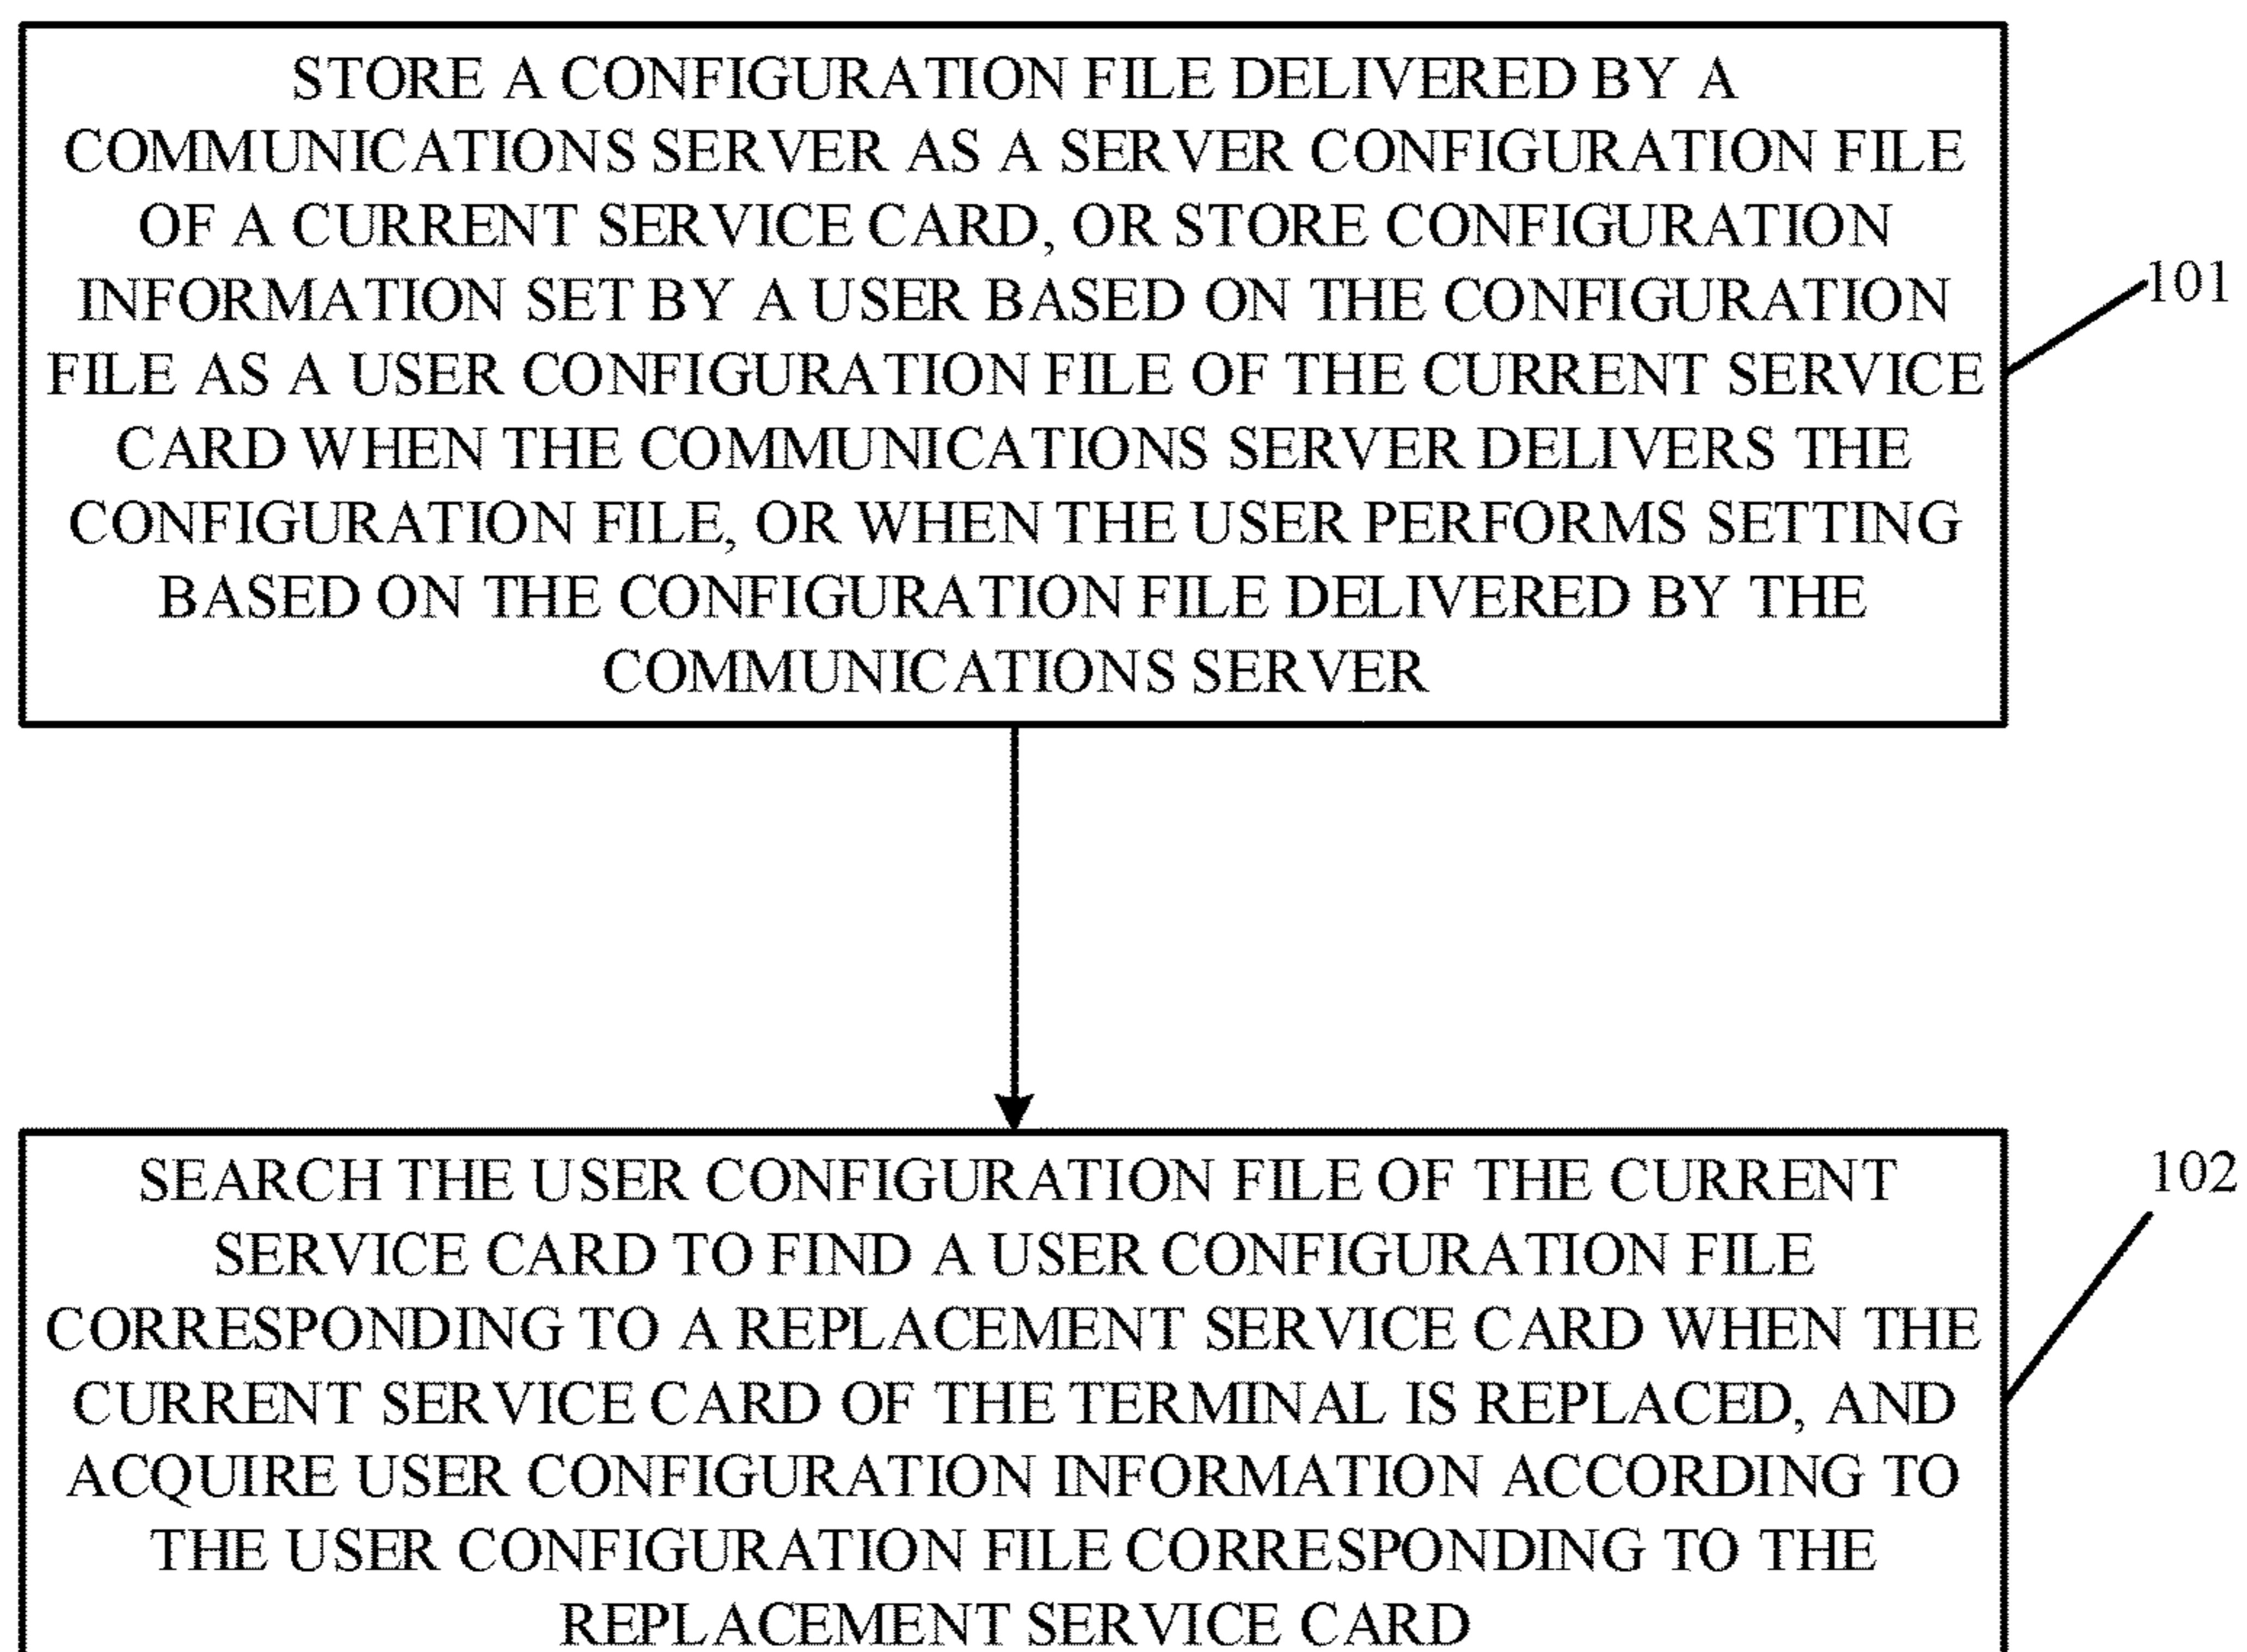 STORE A CONFIGURATION FILE DELIVERED BY A
COMMUNICATIONS SERVER AS A SERVER CONFIGURATION FILE
OF A CURRENT SERVICE CARD, OR STORE CONFIGURATION
INFORMATION SET BY A USER BASED ON THE CONFIGURATION
FILE AS A USER CONFIGURATION FILE OF THE CURRENT SERVICE
CARD WHEN THE COMMUNICATIONS SERVER DELIVERS THE
CONFIGURATION FILE, OR WHEN THE USER PERFORMS SETTING
BASED ON THE CONFIGURATION FILE DELIVERED BY THE
COMMUNICATIONS SERVER
101
SEARCH THE USER CONFIGURATION FILE OF THE CURRENT
SERVICE CARD TO FIND A USER CONFIGURATION FILE
CORRESPONDING TO A REPLACEMENT SERVICE CARD WHEN THE
CURRENT SERVICE CARD OF THE TERMINAL IS REPLACED, AND
ACQUIRE USER CONFIGURATION INFORMATION ACCORDING TO
THE USER CONFIGURATION FILE CORRESPONDING TO THE
REPLACEMENT SERVICE CARD
102